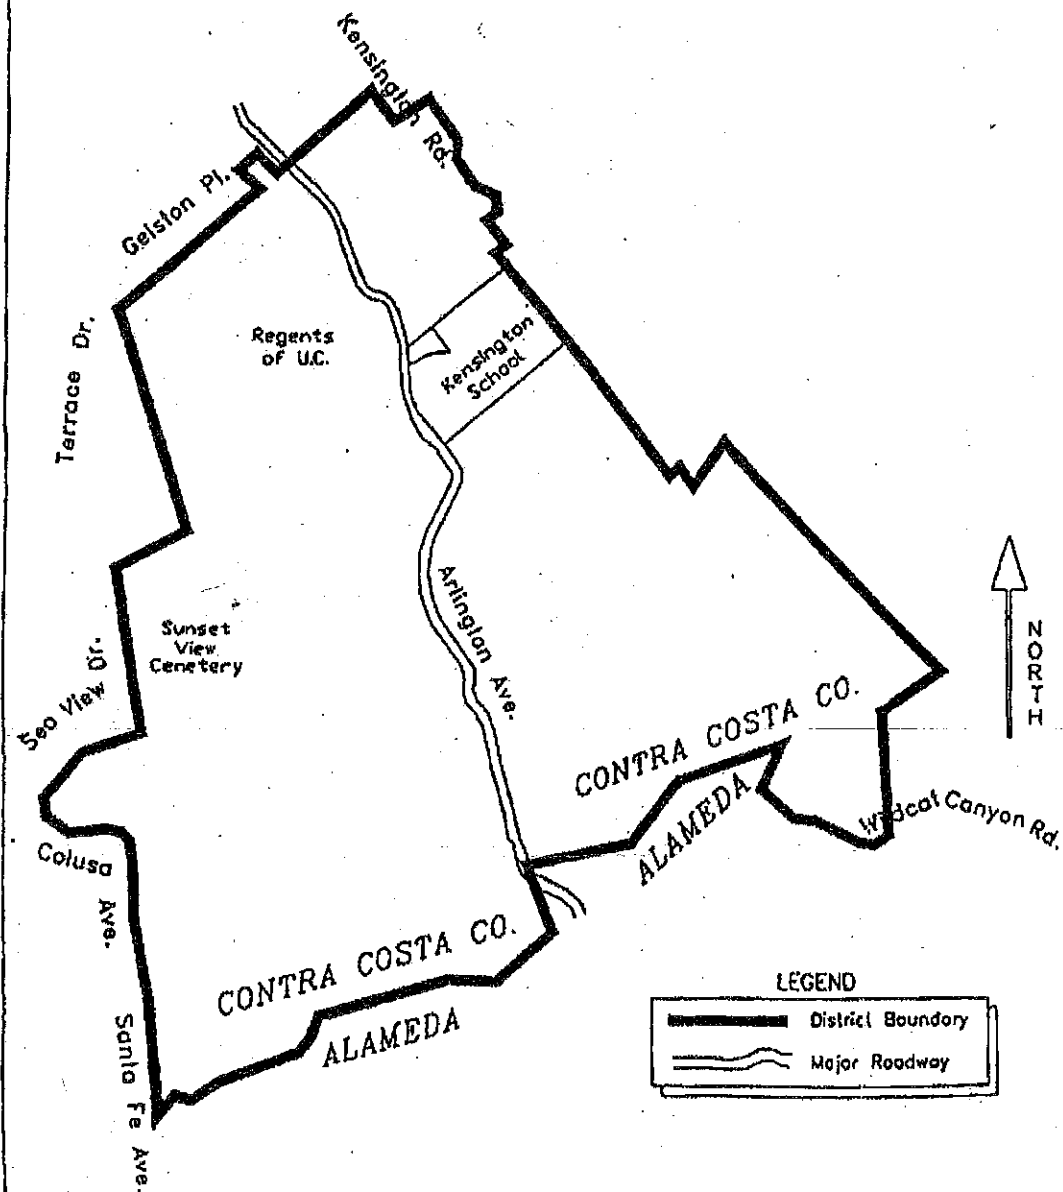 Kensington Rd.
Gelston Pl.
Terrace Dr.
Regents
of U.C.
Kensington
School
Arlington Ave.
Sunset
View
Cenetery
Seo View Dr.
Colusa
Ave.
Santa Fe Ave.
CONTRA COSTA CO.
ALAMEDA
Wildcat Canyon Rd.
CONTRA COSTA CO.
ALAMEDA
NORTH
LEGEND
District Boundary
Major Roadway